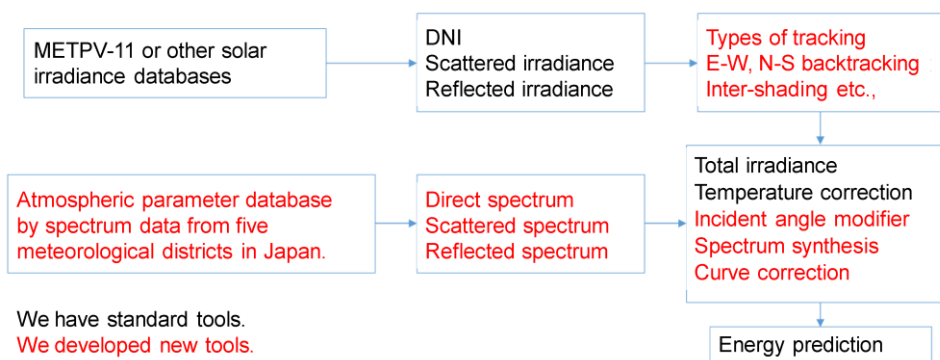 METPV-11 or other solar
irradiance databases
DNI
Scattered irradiance
Reflected irradiance
Types of tracking
E-W, N-S backtracking
Inter-shading etc.,
Atmospheric parameter database
by spectrum data from five
meteorological districts in Japan.
Direct spectrum
Scattered spectrum
Reflected spectrum
Total irradiance
Temperature correction
Incident angle modifier
Spectrum synthesis
Curve correction
We have standard tools.
We developed new tools.
Energy prediction